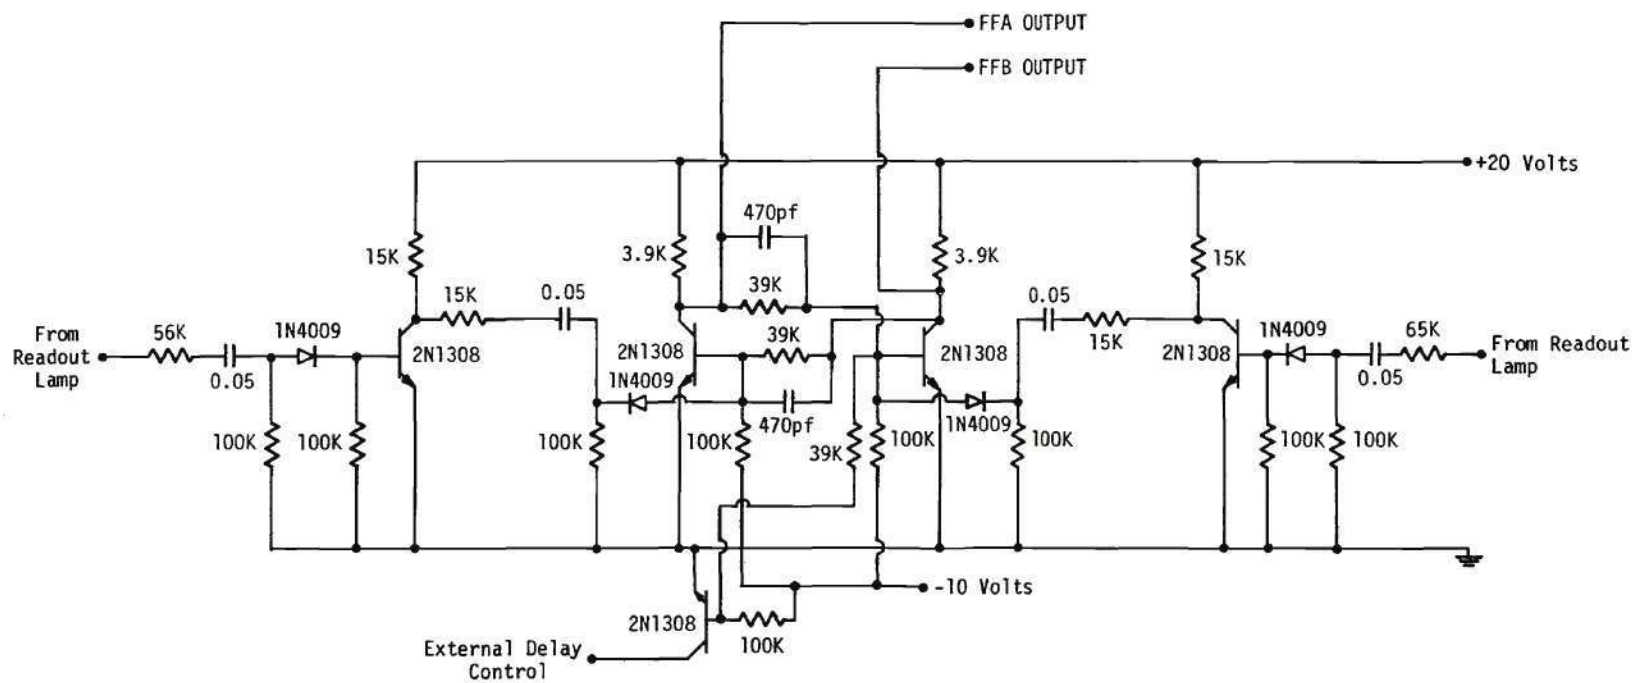 FFA OUTPUT
FFB OUTPUT
+20 Volts
470pf
15K
3.9K
3.9K
15K
39K
15K
0.05
0.05
15K
From
Readout
Lamp
56K
0.05
1N4009
2N1308
2N1308
39K
2N1308
2N1308
1N4009
0.05
65K
From Readout
Lamp
1N4009
470pf
1N4009
100K
100K
100K
100K
39K
100K
100K
100K
100K
-10 Volts
2N1308
100K
External Delay
Control